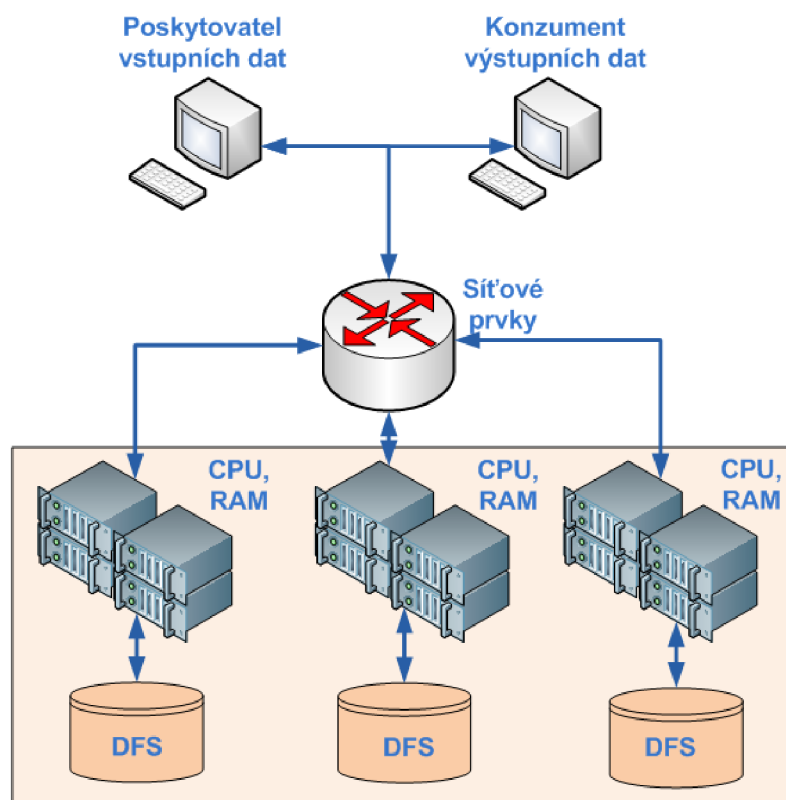 Poskytovatel
vstupních dat
Konzument
výstupních dat
Síťové
prvky
CPU,
RAM
CPU,
RAM
CPU,
RAM
DFS
DFS
DFS